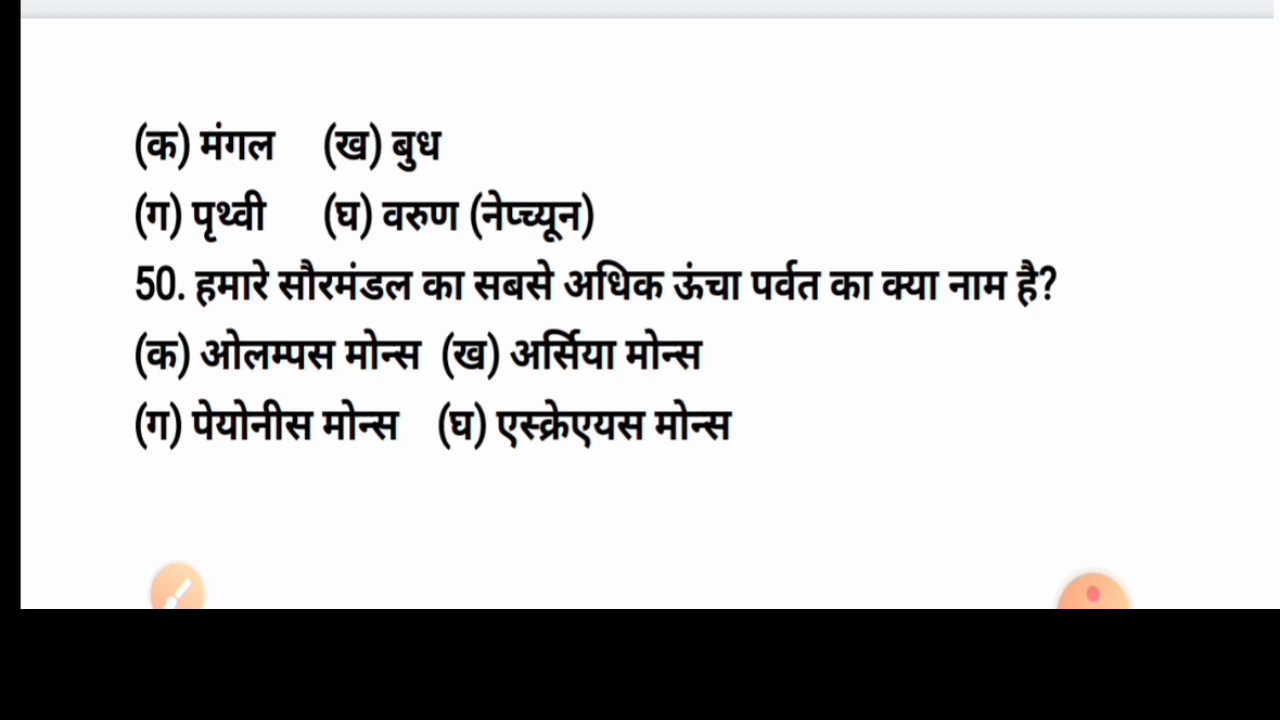 (क) मंगल (ख) बुध
(ग) पृथ्वी (घ) वरुण (नेप्च्यून)
50. हमारे सौरमंडल का सबसे अधिक ऊंचा पर्वत का क्या नाम है?
(क) ओलम्पस मोन्स (ख) अर्सिया मोन्स
(ग) पेयोनीस मोन्स (घ) एस्क्रेएयस मोन्स